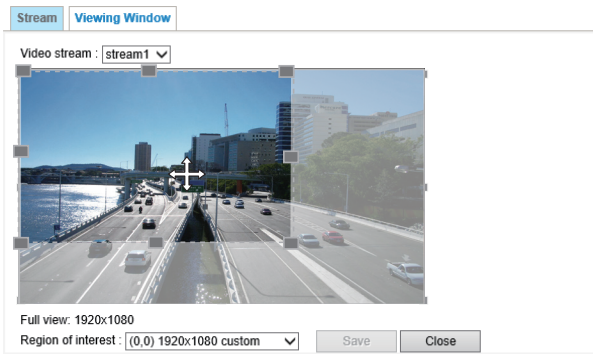 Stream Viewing Window
Video stream : stream1
Full view: 1920x1080
Region of interest : (0,0) 1920x1080 custom Save Close